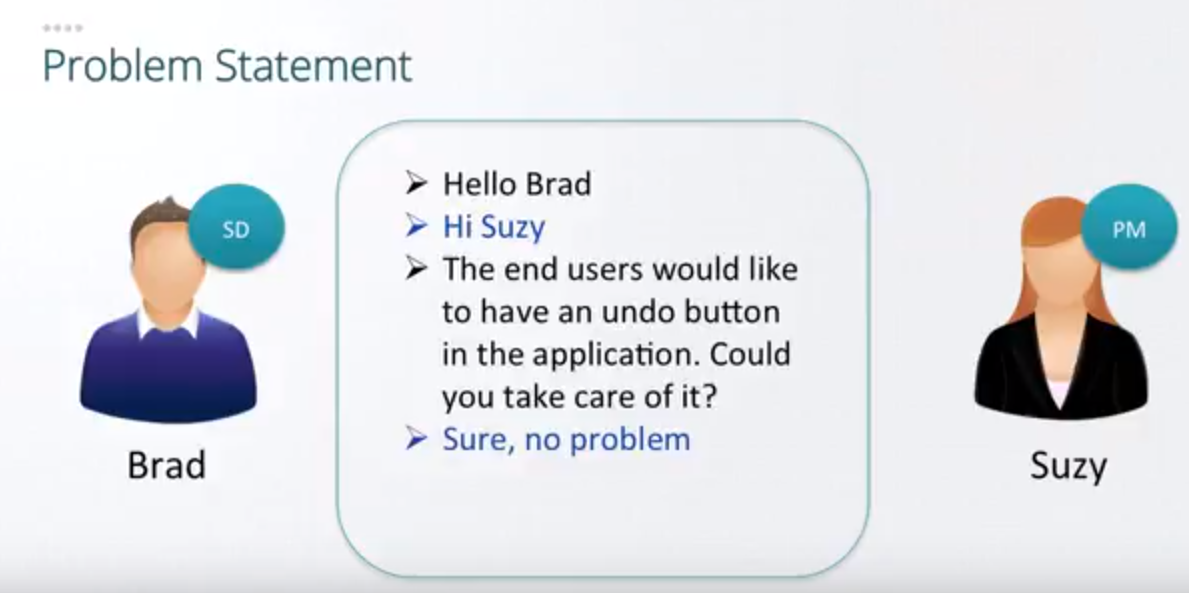 Problem Statement
SD
PM
➢ Hello Brad
➢ Hi Suzy
➢ The end users would like
to have an undo button
in the application. Could
you take care of it?
➢ Sure, no problem
Brad
Suzy